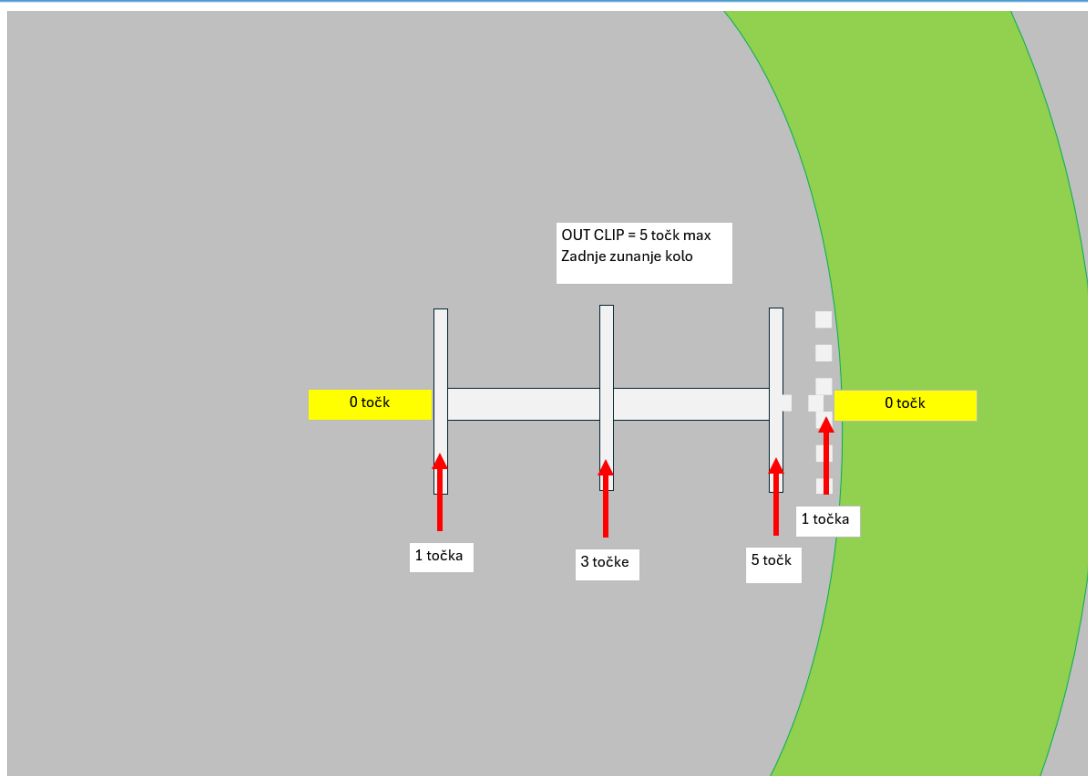 OUT CLIP = 5 točk max
Zadnje zunanje kolo
0 točk
0 točk
1 točka
1 točka
3 točke
5 točk